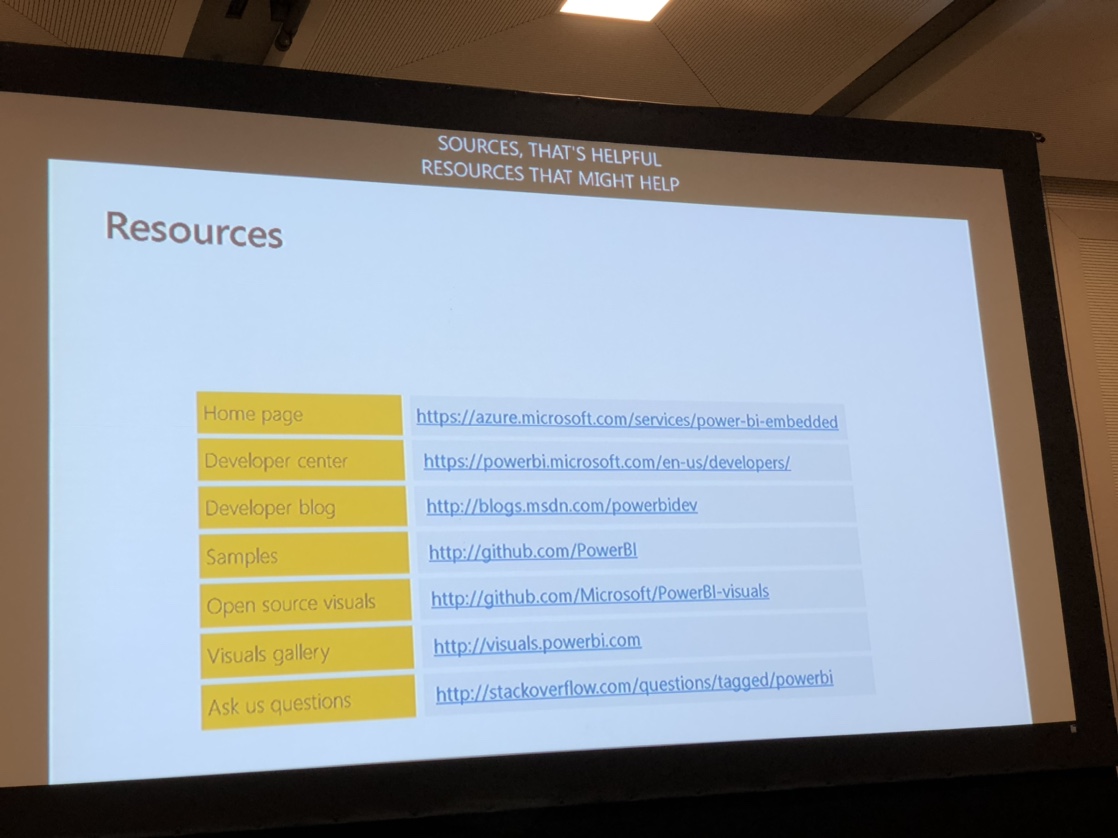 SOURCES, THAT'S HELPFUL
RESOURCES THAT MIGHT HELP
Resources
Home page https://azure.microsoft.com/services/power-bi-embedded
Developer center https://powerbi.microsoft.com/en-us/developers/
Developer blog http://blogs.msdn.com/powerbidev
Samples http://github.com/PowerBI
Open source visuals http://github.com/Microsoft/PowerBI-visuals
Visuals gallery http://visuals.powerbi.com
Ask us questions http://stackoverflow.com/questions/tagged/powerbi